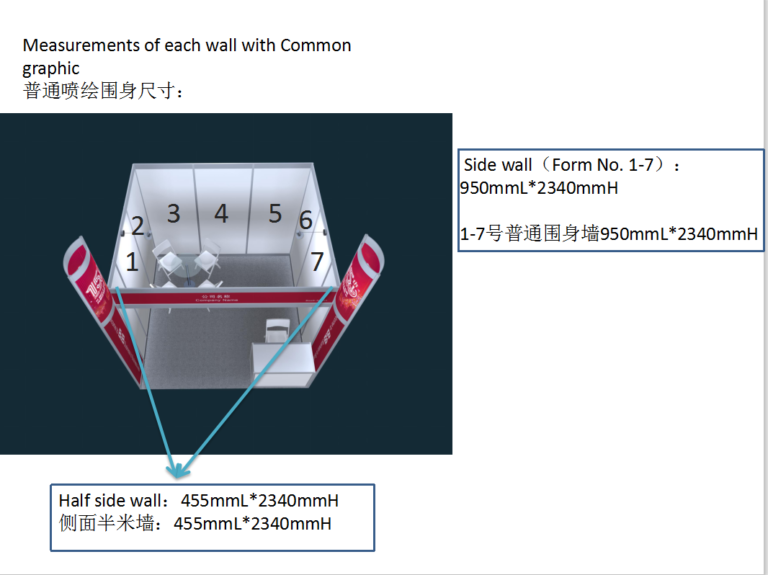 Measurements of each wall with Common
graphic
普通喷绘围身尺寸：
Side wall（Form No. 1-7）：
950mmL*2340mmH
1-7号普通围身墙950mmL*2340mmH
2
3
4
5
6
1
7
公司名称
Company Name
Half side wall：455mmL*2340mmH
侧面半米墙：455mmL*2340mmH